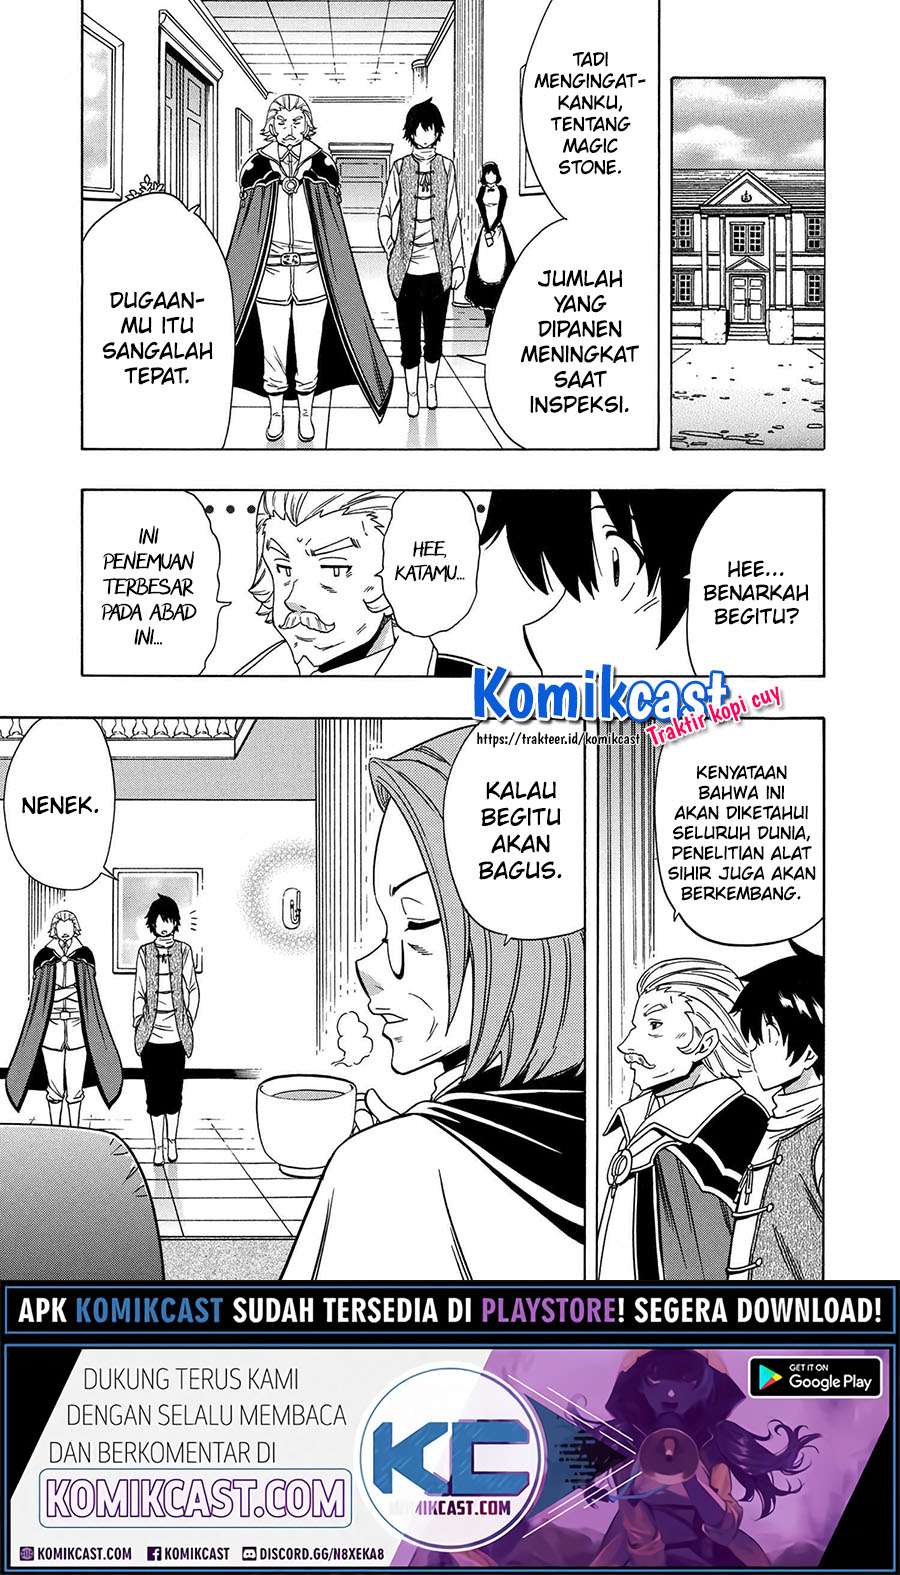 TADI
MENGINGAT-
KANKU,
TENTANG
MAGIC
STONE.
JUMLAH
YANG
DIPANEN
MENINGKAT
SAAT
INSPEKSI.
DUGAAN-
MU ITU
SANGALAH
TEPAT.
HEE...
BENARKAH
BEGITU?
HEE,
KATAMU...
INI
PENEMUAN
TERBESAR
PADA ABAD
INI...
Komikcast
Traktir kopi cuy
https://trakteer.id/komikcast
KENYATAAN
BAHWA INI
AKAN DIKETAHUI
SELURUH DUNIA,
PENELITIAN ALAT
SIHIR JUGA AKAN
BERKEMBANG.
KALAU
BEGITU
AKAN
BAGUS.
NENEK.
APK KOMIKCAST SUDAH TERSEDIA DI PLAYSTORE! SEGERA DOWNLOAD!
DUKUNG TERUS KAMI
DENGAN SELALU MEMBACA
DAN BERKOMENTAR DI
KOMIKCAST.COM
KC
KOMIKCAST.COM
GET IT ON
Google Play
KOMIKCAST.COM
KOMIKCAST
DISCORD.GG/N8XEKA8